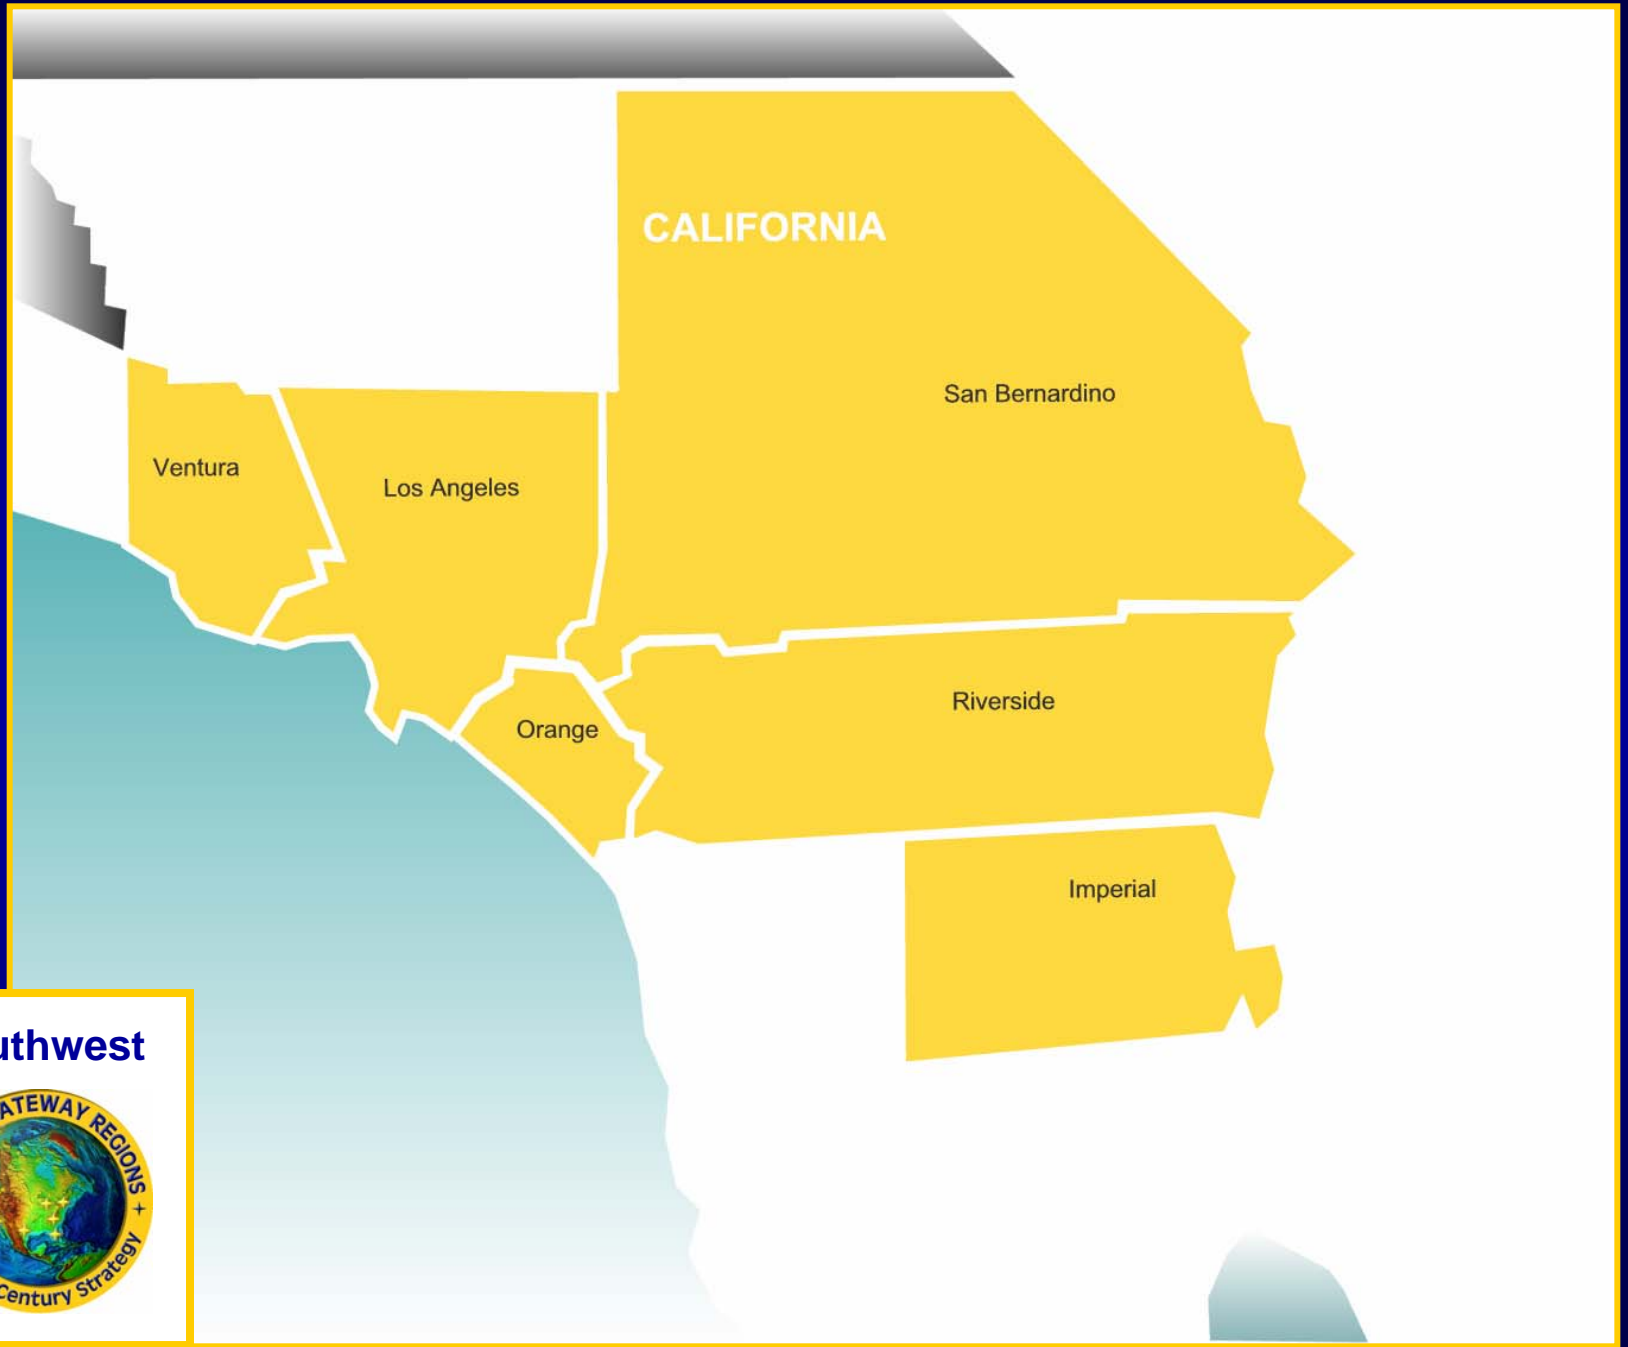 CALIFORNIA
San Bernardino
Ventura
Los Angeles
Riverside
Orange
Imperial
uthwest
ATEWAY REGIONS +
Century Strategy